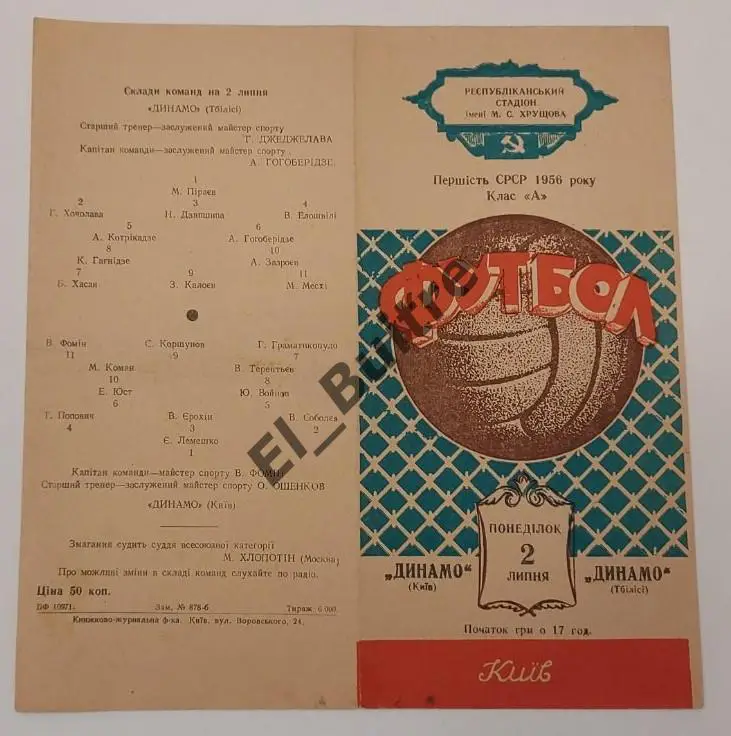 Склади команд на 2 липня
«ДИНАМО» (Тбілісі)
Старший тренер—заслужений майстер спорту
Г. ДЖЕДЖЕЛАВА
Капітан команди—заслужений майстер спорту
А. ГОГОБЕРІДЗЕ
1
М. Піраєв
2 3 4
Г. Хочолава Н. Дзяпшипа В. Елошвілі
5 6
А. Котрікадзе А. Гогоберідзе
8 10
К. Гагнідзе А. Зазроєв
7 9 11
Б. Хасаи З. Калоєв М. Месхі
В. Фомін С. Коршунов Г. Граматикопуло
11 9 7
М. Коман В. Терентьєв
10 8
Е. Юст Ю. Войнов
6 5
Т. Попович В. Єрохін В. Соболєв
4 3 2
Є. Лемешко
1
Капітан команди—майстер спорту В. ФОМІН
Старший тренер—заслужений майстер спорту О. ОШЕНКОВ
«ДИНАМО» (Київ)
Змагання судить суддя всесоюзної категорії
М. ХЛОПОТІН (Москва)
Про можливі зміни в складі команд слухайте по радіо.
Ціна 50 коп.
БФ 10971. Зам. № 878-6 Тираж 6 000.
Книжково-журнальна ф-ка. Київ. вул. Воровського, 24.
РЕСПУБЛІКАНСЬКИЙ
СТАДІОН
імені М. С. ХРУЩОВА
Першість СРСР 1956 року
Клас «А»
ФУТБОЛ
ПОНЕДІЛОК
2
ЛИПНЯ
„ДИНАМО“
(Київ)
„ДИНАМО“
(Тбілісі)
Початок гри о 17 год.
Київ
El_Buitre